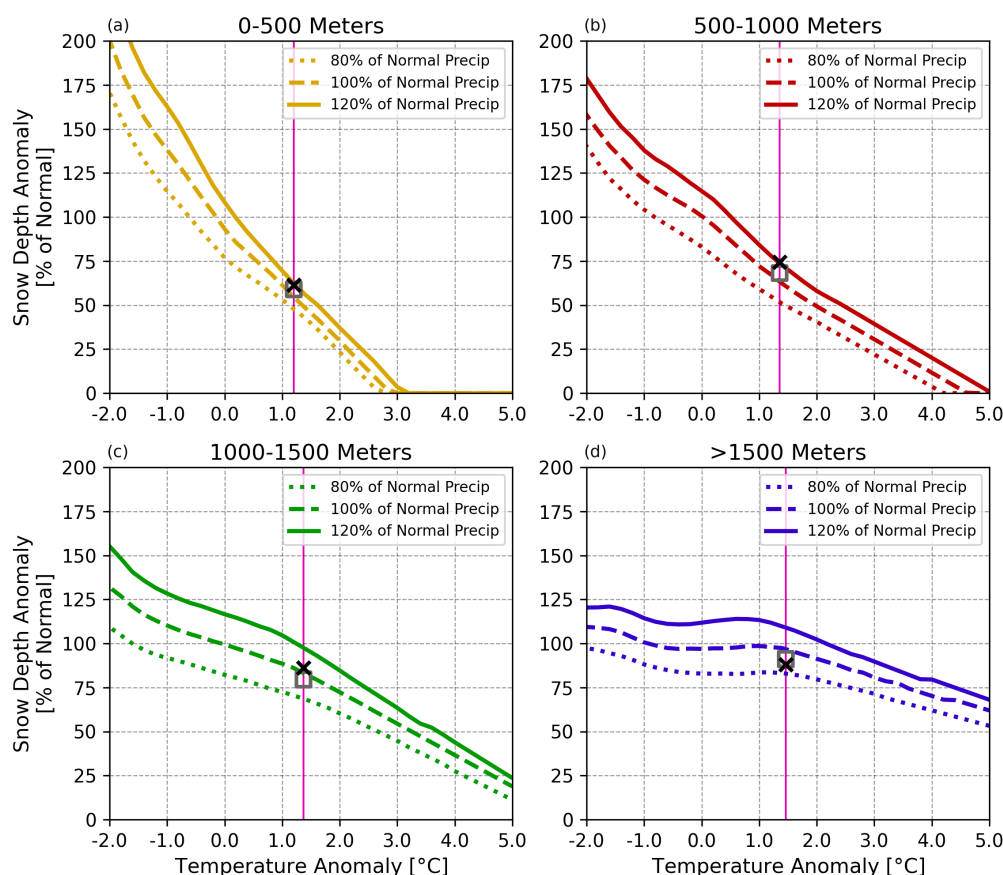 (a) 0-500 Meters
200
175
150
125
100
75
50
25
0
Snow Depth Anomaly
[% of Normal]
80% of Normal Precip
100% of Normal Precip
120% of Normal Precip
-2.0 -1.0 0.0 1.0 2.0 3.0 4.0 5.0
(b) 500-1000 Meters
200
175
150
125
100
75
50
25
0
80% of Normal Precip
100% of Normal Precip
120% of Normal Precip
-2.0 -1.0 0.0 1.0 2.0 3.0 4.0 5.0
(c) 1000-1500 Meters
200
175
150
125
100
75
50
25
0
Snow Depth Anomaly
[% of Normal]
80% of Normal Precip
100% of Normal Precip
120% of Normal Precip
-2.0 -1.0 0.0 1.0 2.0 3.0 4.0 5.0
Temperature Anomaly [°C]
(d) >1500 Meters
200
175
150
125
100
75
50
25
0
80% of Normal Precip
100% of Normal Precip
120% of Normal Precip
-2.0 -1.0 0.0 1.0 2.0 3.0 4.0 5.0
Temperature Anomaly [°C]